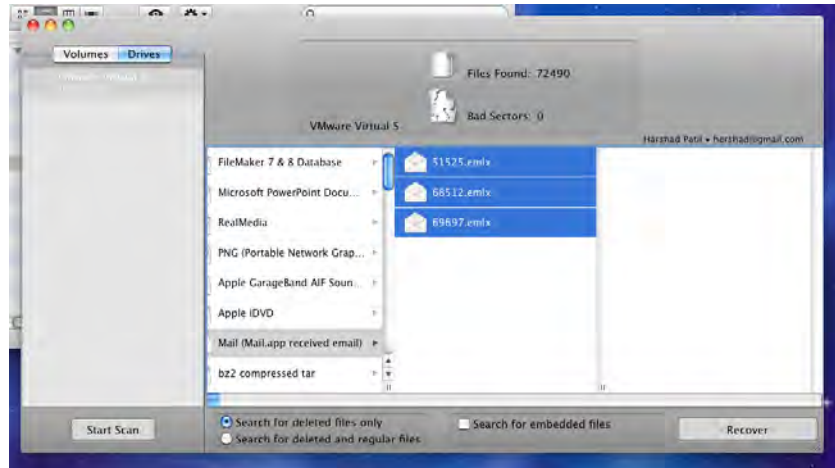 Volumes Drives
Files Found: 72490
Bad Sectors: 0
VMware Virtual S
Harshad Patil • hershad@gmail.com
FileMaker 7 & 8 Database
Microsoft PowerPoint Docu...
RealMedia
PNG (Portable Network Grap...
Apple GarageBand AIF Soun...
Apple iDVD
Mail (Mail.app received email)
bz2 compressed tar
51525.emlx
68512.emlx
69697.emlx
Start Scan
Search for deleted files only
Search for deleted and regular files
Search for embedded files
Recover